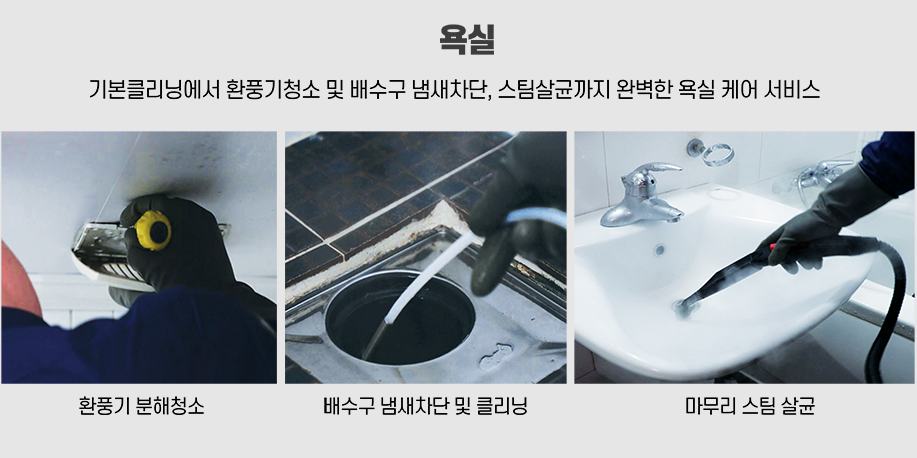 욕실
기본클리닝에서 환풍기청소 및 배수구 냄새차단, 스팀살균까지 완벽한 욕실 케어 서비스
환풍기 분해청소
배수구 냄새차단 및 클리닝
마무리 스팀 살균